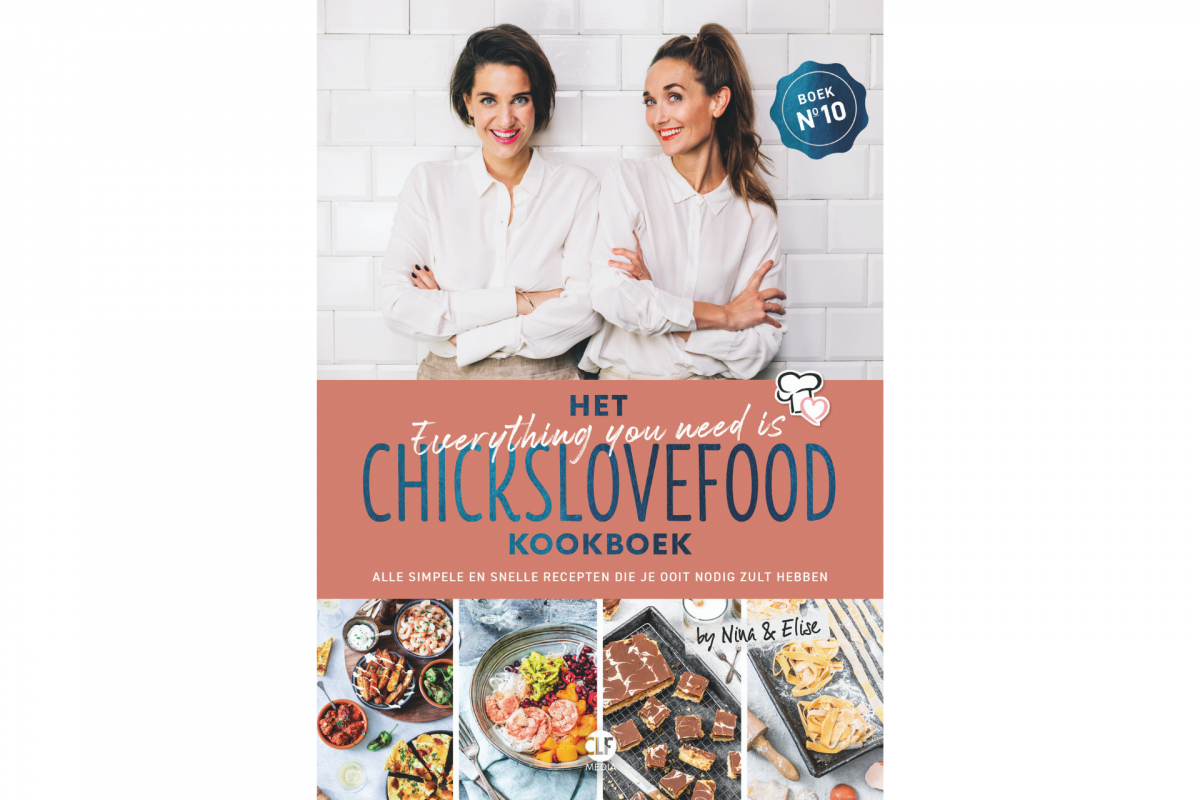 BOEK
Nº10
HET
Everything you need is
CHICKSLOVEFOOD
KOOKBOEK
ALLE SIMPELE EN SNELLE RECEPTEN DIE JE OOIT NODIG ZULT HEBBEN
by Nina & Elise
CLF
MEDIA